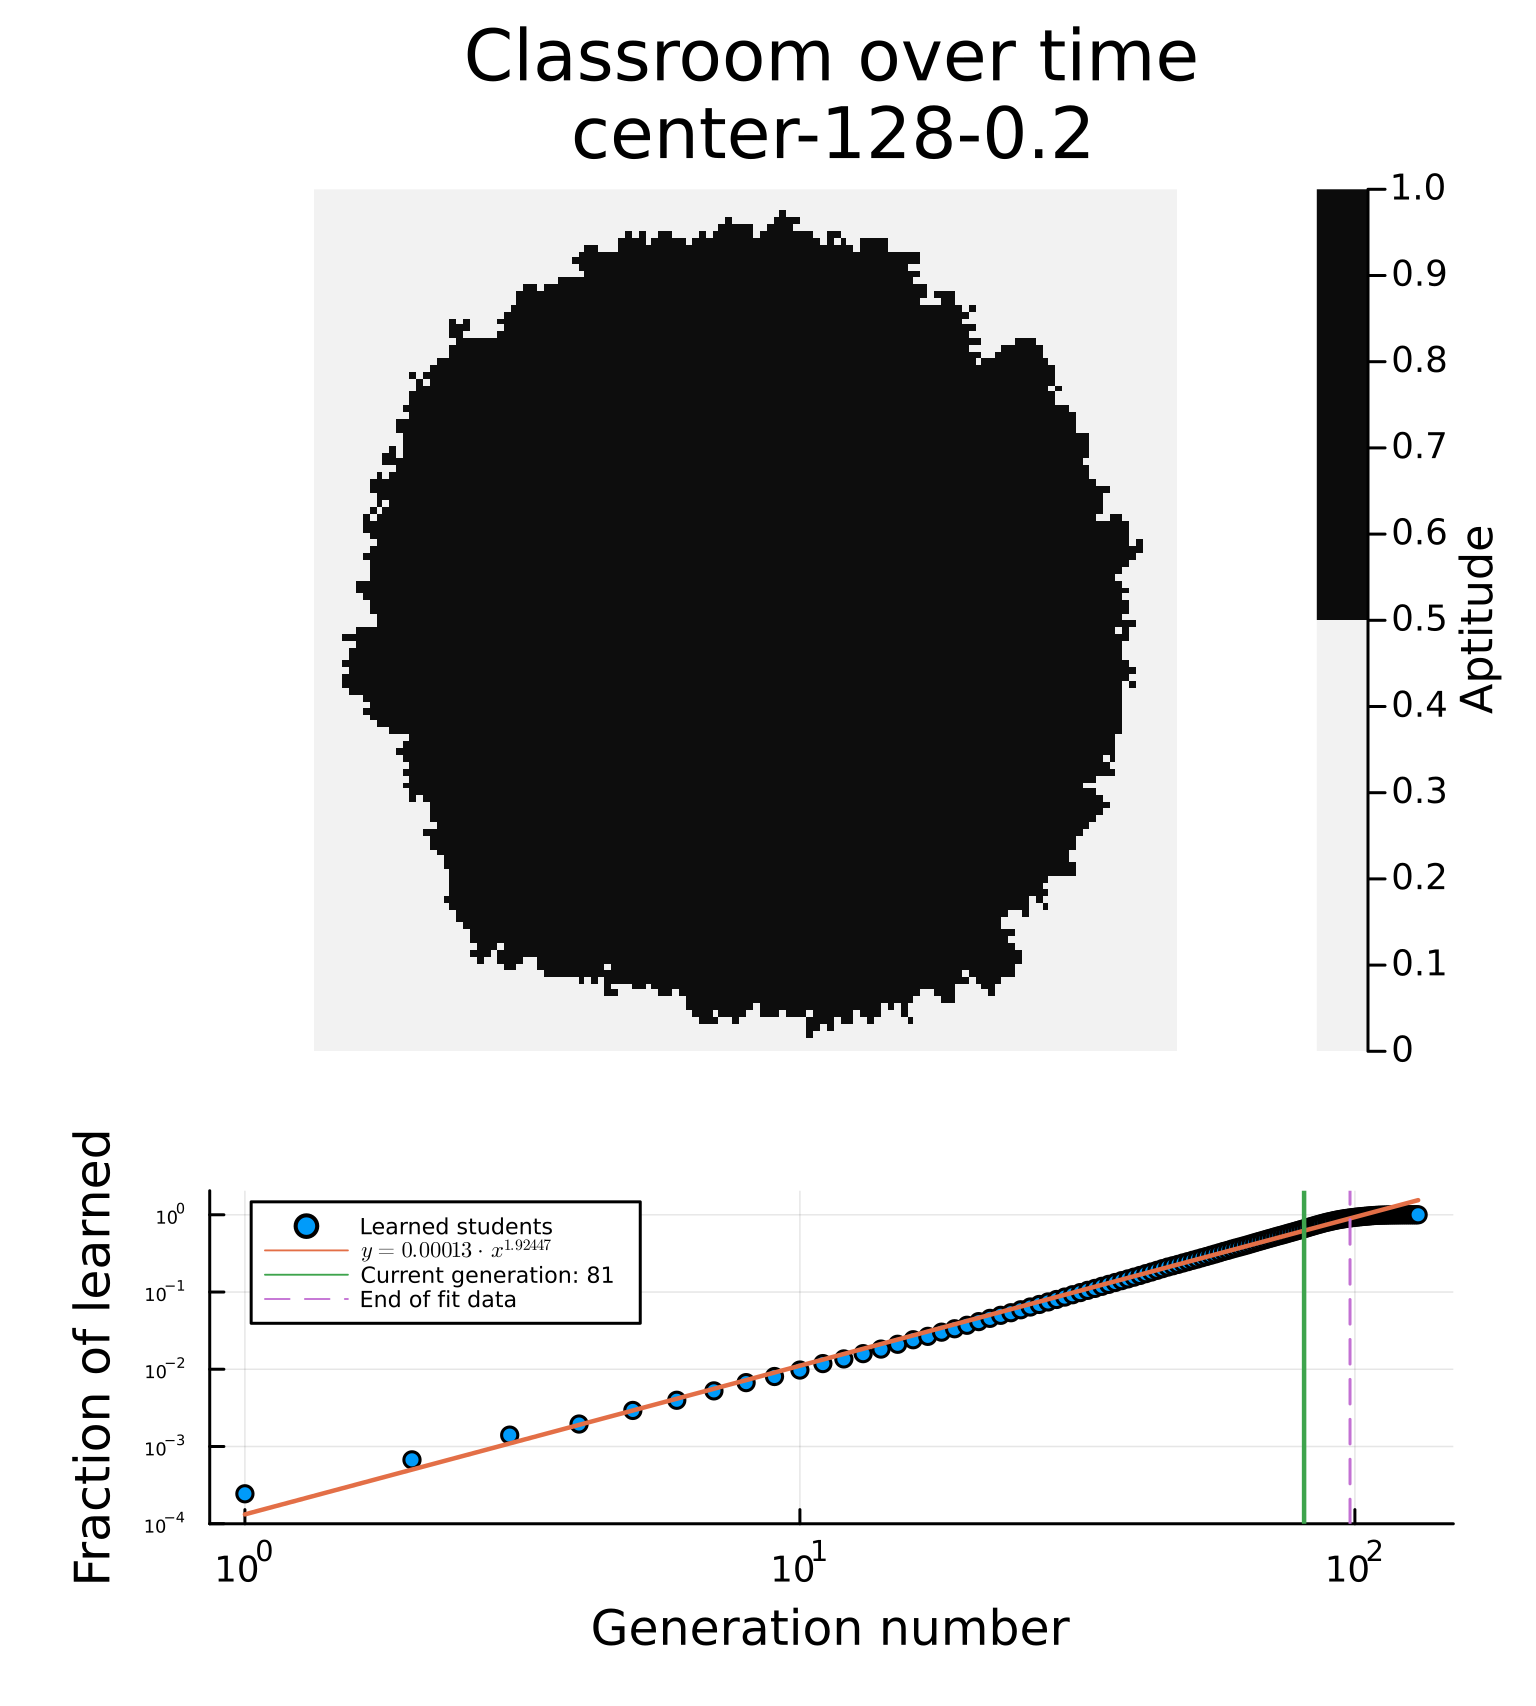 Classroom over time
center-128-0.2
1.0
0.9
0.8
0.7
0.6
0.5
0.4
0.3
0.2
0.1
0
Aptitude
Fraction of learned
10^0
10^-1
10^-2
10^-3
10^-4
Learned students
y = 0.00013 · x^1.92447
Current generation: 81
End of fit data
10^0 10^1 10^2
Generation number